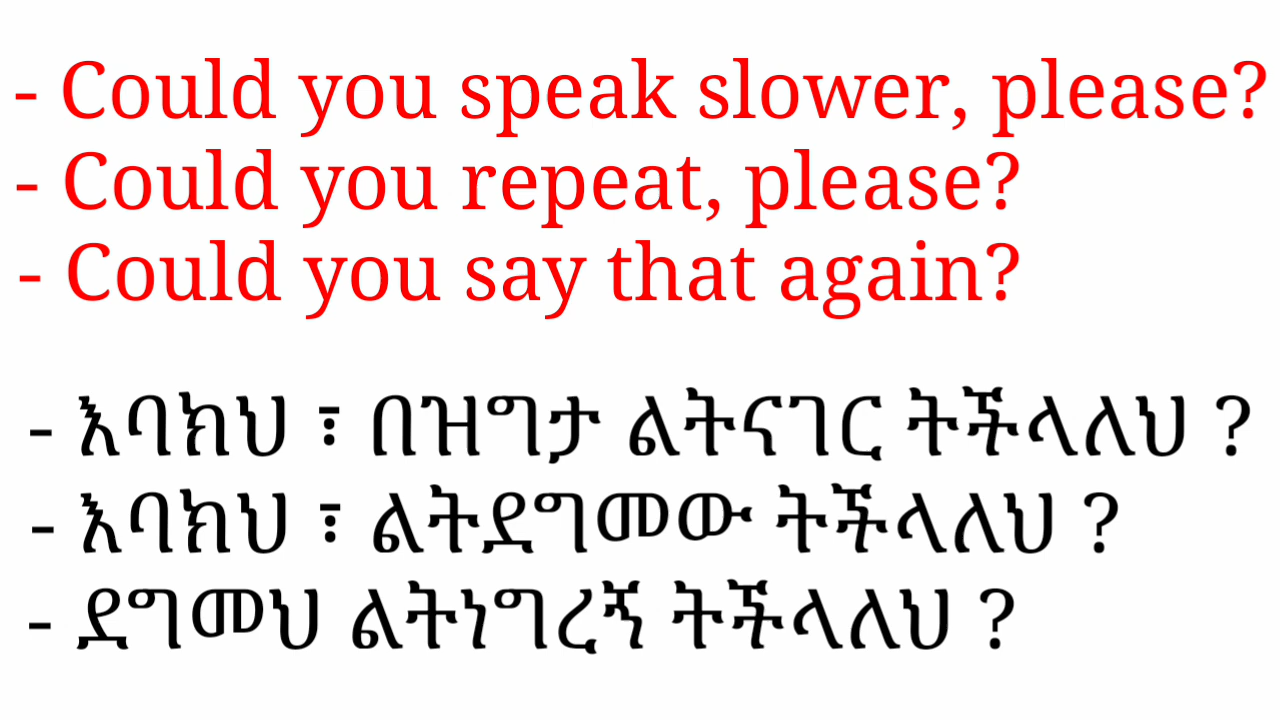 - Could you speak slower, please?
- Could you repeat, please?
- Could you say that again?
- እባክህ ፣ በዝግታ ልትናገር ትችላለህ ?
- እባክህ ፣ ልትደግመው ትችላለህ ?
- ደግመህ ልትነግረኝ ትችላለህ ?